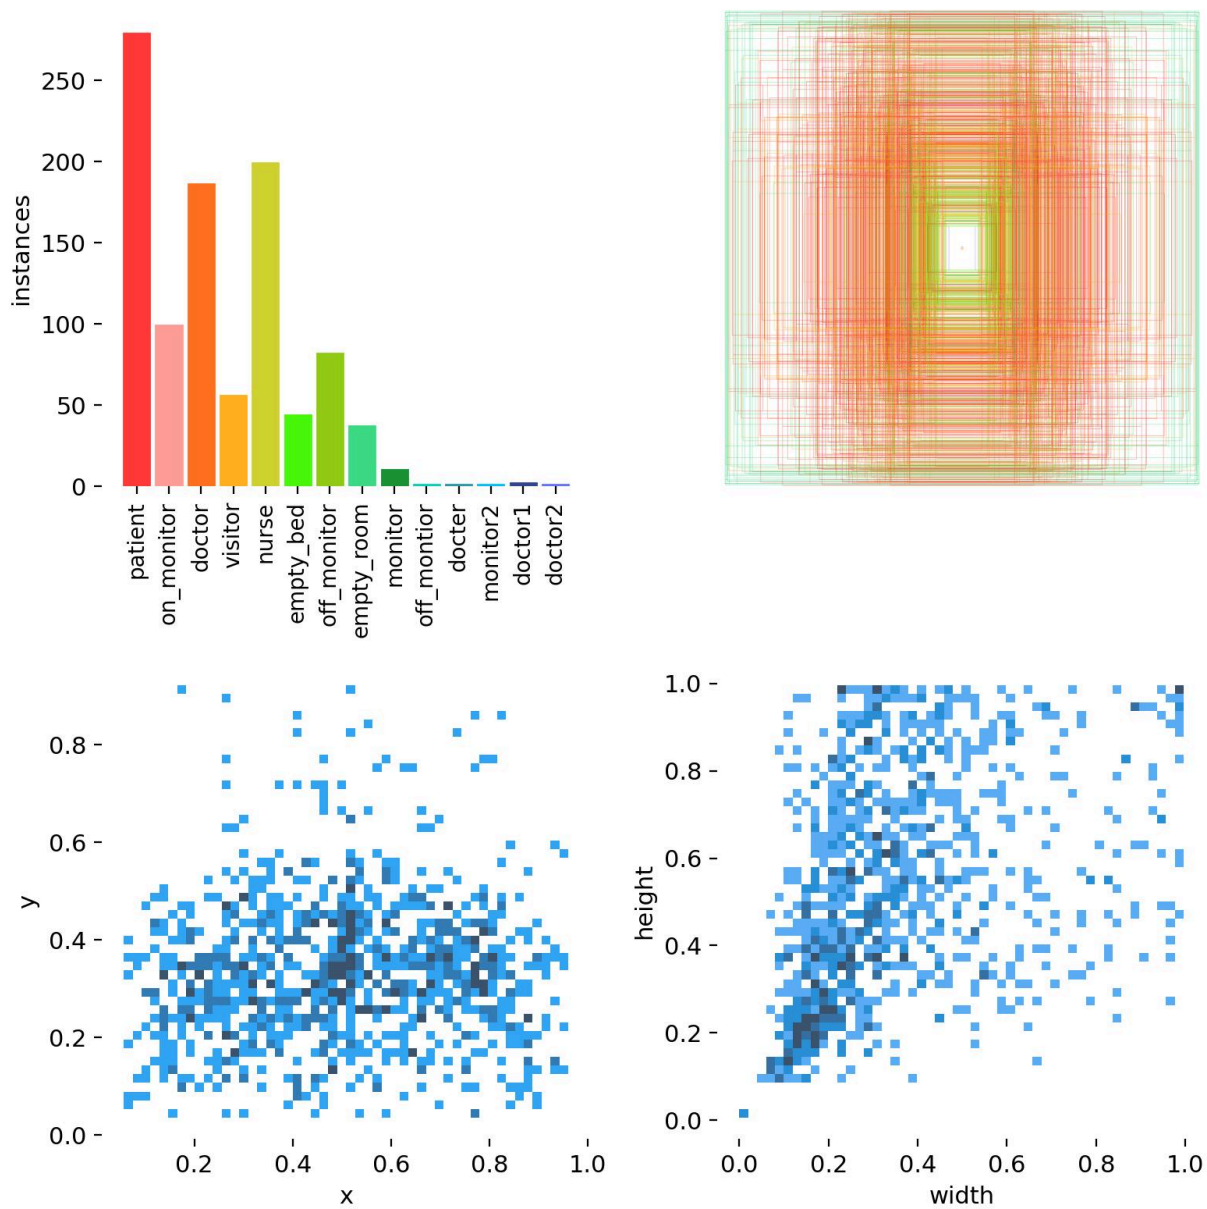 250
200
150
100
50
0
instances
patient
on_monitor
doctor
visitor
nurse
empty_bed
off_monitor
empty_room
monitor
off_montior
docter
monitor2
doctor1
doctor2
0.8
0.6
0.4
0.2
0.0
y
0.2 0.4 0.6 0.8 1.0
x
1.0
0.8
0.6
0.4
0.2
0.0
height
0.0 0.2 0.4 0.6 0.8 1.0
width